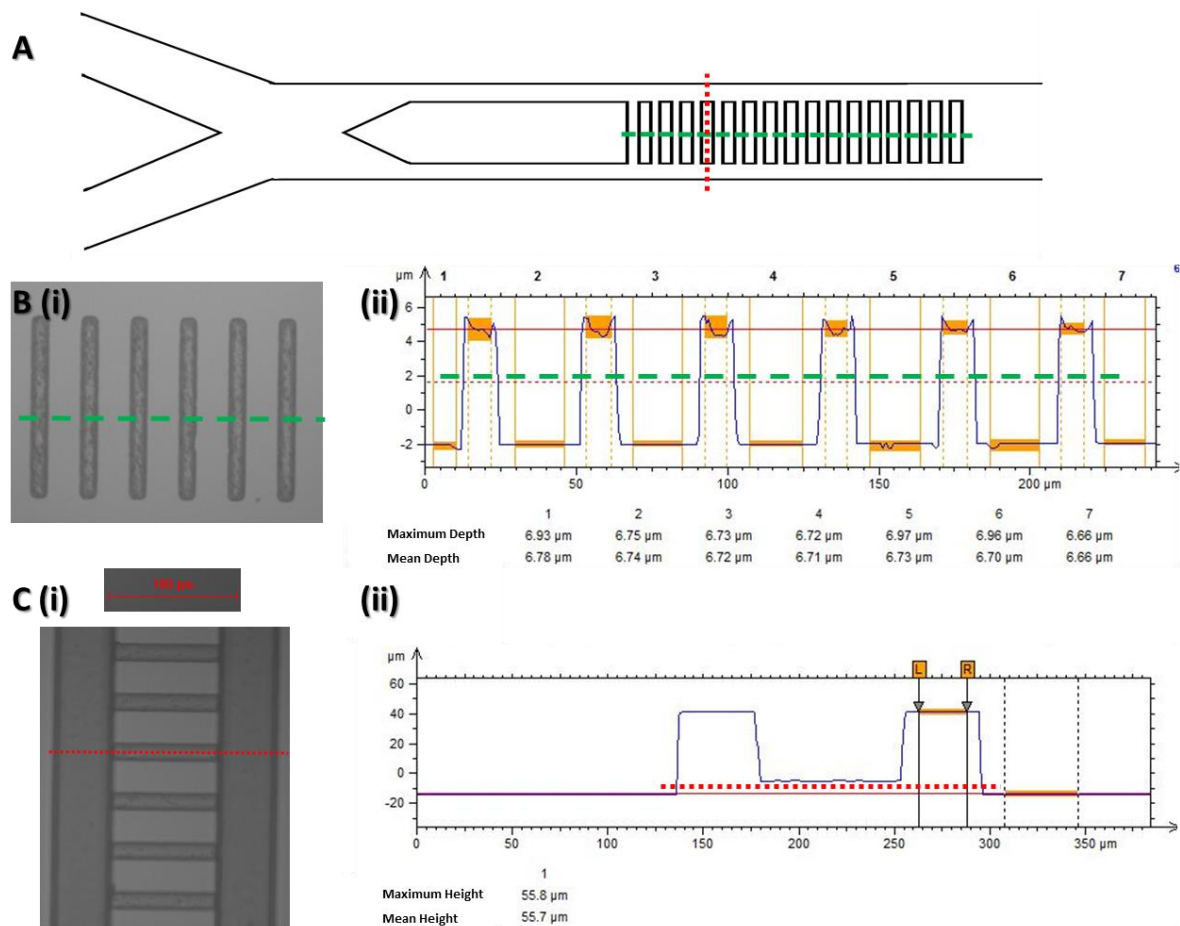 A
B (i)
(ii)
µm 1 2 3 4 5 6 7 6
6
4
2
0
-2
0 50 100 150 200 µm
1 2 3 4 5 6 7
Maximum Depth 6.93 µm 6.75 µm 6.73 µm 6.72 µm 6.97 µm 6.96 µm 6.66 µm
Mean Depth 6.78 µm 6.74 µm 6.72 µm 6.71 µm 6.73 µm 6.70 µm 6.66 µm
C (i)
(ii)
µm L R
60
40
20
0
-20
0 50 100 150 200 250 300 350 µm
1
Maximum Height 55.8 µm
Mean Height 55.7 µm